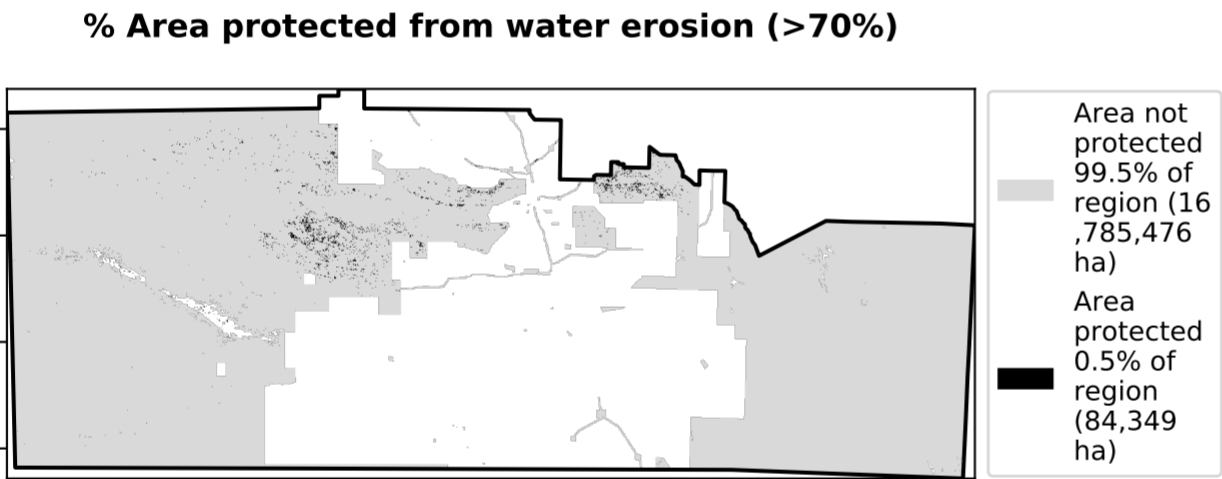 % Area protected from water erosion (>70%)
Area not
protected
99.5% of
region (16
,785,476
ha)
Area
protected
0.5% of
region
(84,349
ha)